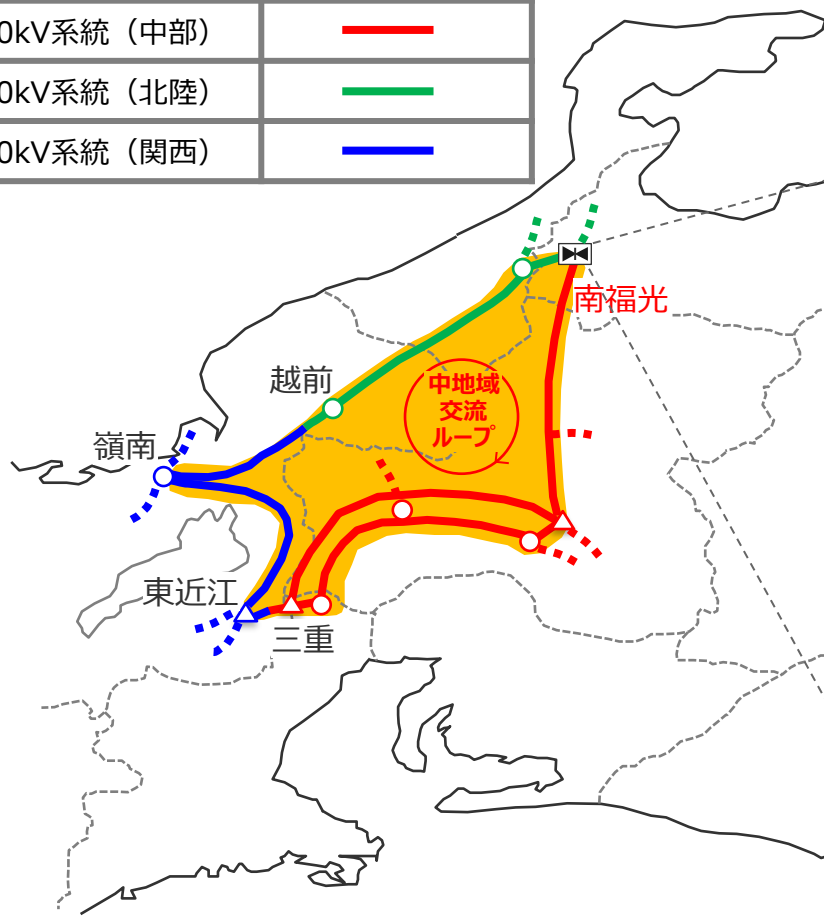 0kV系統（中部）
0kV系統（北陸）
0kV系統（関西）
南福光
越前
中地域
交流
ループ
嶺南
東近江
三重